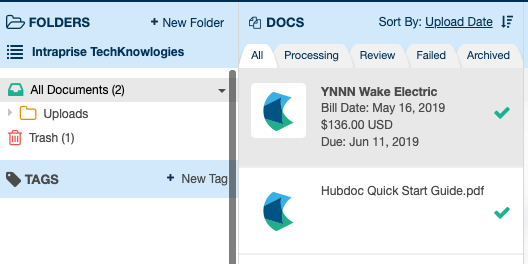 FOLDERS + New Folder
Intraprise TechKnowlogies
All Documents (2)
Uploads
Trash (1)
TAGS + New Tag
DOCS Sort By: Upload Date
All Processing Review Failed Archived
YNNN Wake Electric
Bill Date: May 16, 2019
$136.00 USD
Due: Jun 11, 2019
Hubdoc Quick Start Guide.pdf